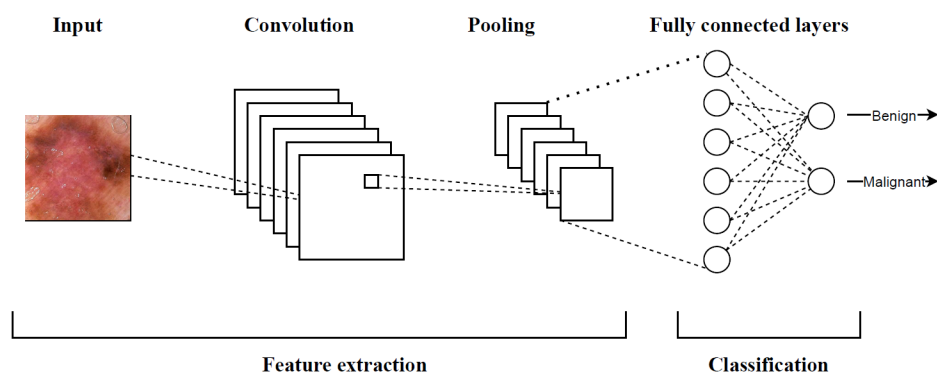 Input
Convolution
Pooling
Fully connected layers
Benign
Malignant
Feature extraction
Classification